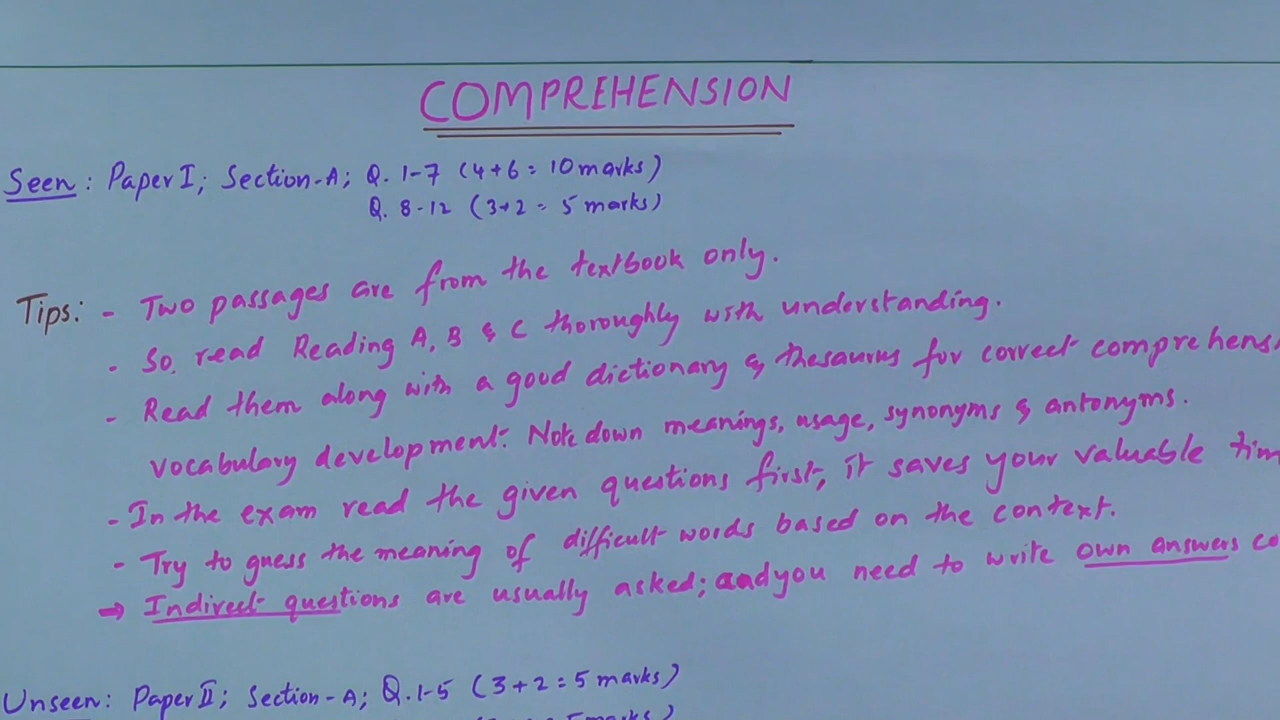 COMPREHENSION
Seen: Paper I; Section-A; Q. 1-7 (4+6 = 10 marks)
Q. 8-12 (3+2 = 5 marks)
Tips: - Two passages are from the textbook only.
- So, read Reading A, B & C thoroughly with understanding.
- Read them along with a good dictionary & thesaurus for correct comprehens
vocabulary development. Note down meanings, usage, synonyms & antonyms.
- In the exam read the given questions first; it saves your valuable tim
- Try to guess the meaning of difficult words based on the context.
→ Indirect questions are usually asked; and you need to write own answers co
Unseen: Paper II; Section-A; Q. 1-5 (3+2 = 5 marks)
5 marks)